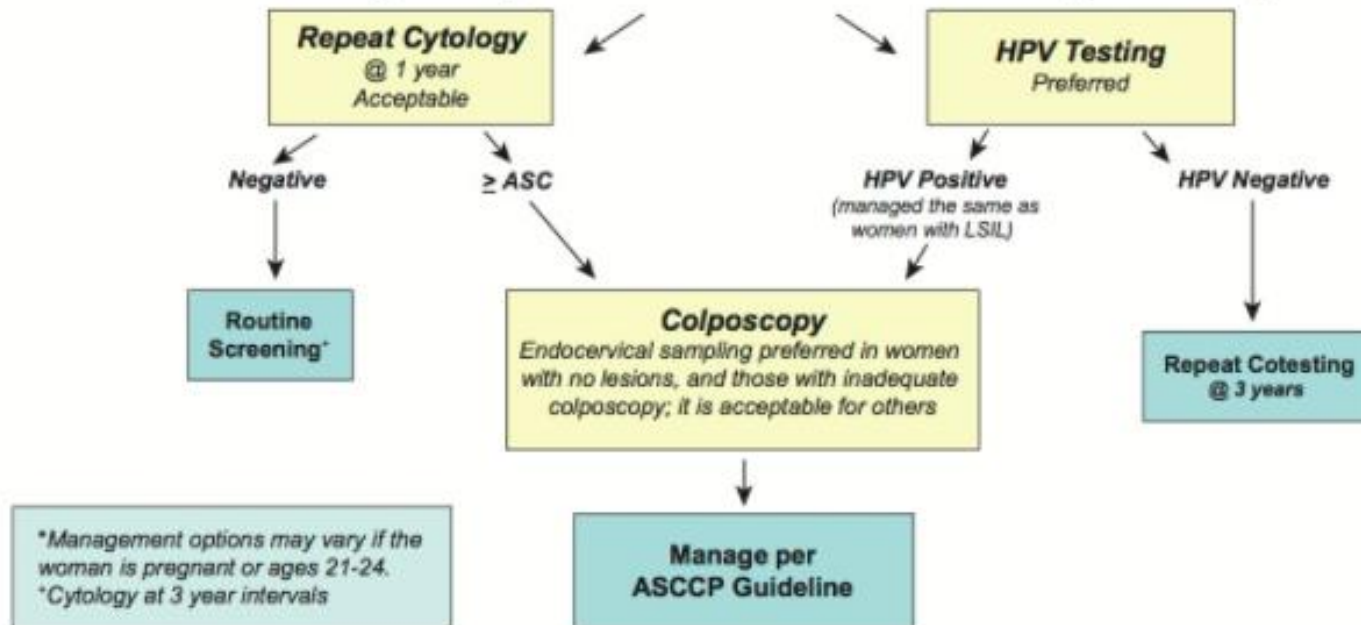 Repeat Cytology
@ 1 year
Acceptable
HPV Testing
Preferred
Negative
≥ ASC
HPV Positive
(managed the same as
women with LSIL)
HPV Negative
Routine
Screening+
Colposcopy
Endocervical sampling preferred in women
with no lesions, and those with inadequate
colposcopy; it is acceptable for others
Repeat Cotesting
@ 3 years
*Management options may vary if the
woman is pregnant or ages 21-24.
+Cytology at 3 year intervals
Manage per
ASCCP Guideline